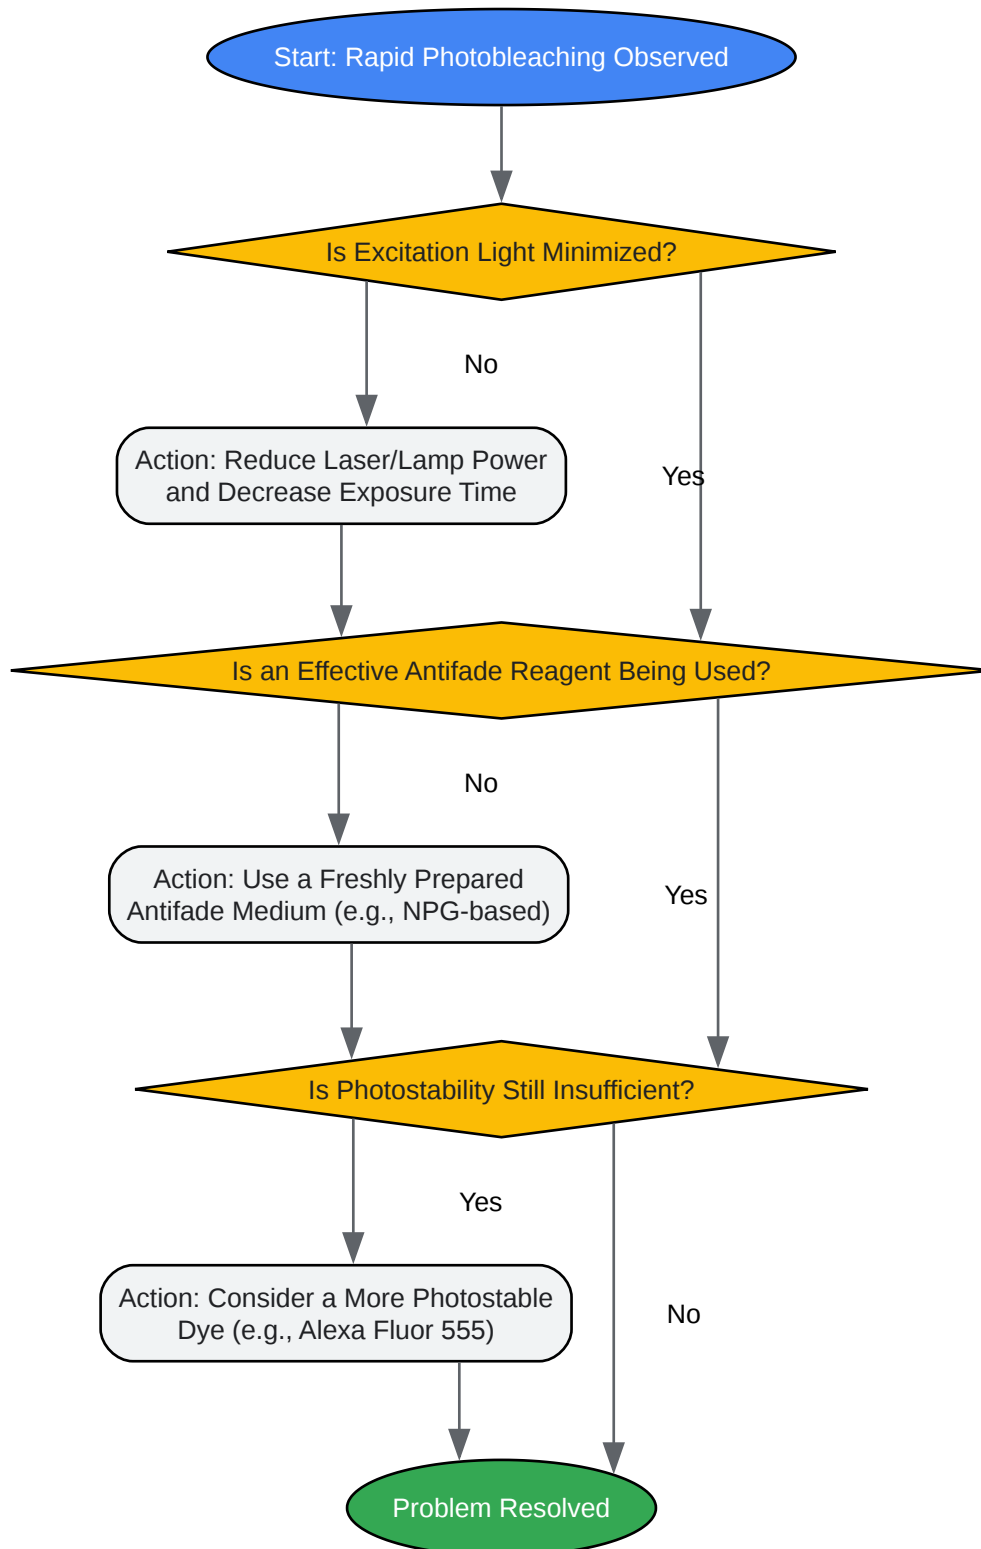 Start: Rapid Photobleaching Observed
Is Excitation Light Minimized?
No
Action: Reduce Laser/Lamp Power
and Decrease Exposure Time
Yes
Is an Effective Antifade Reagent Being Used?
No
Action: Use a Freshly Prepared
Antifade Medium (e.g., NPG-based)
Yes
Is Photostability Still Insufficient?
Yes
Action: Consider a More Photostable
Dye (e.g., Alexa Fluor 555)
No
Problem Resolved